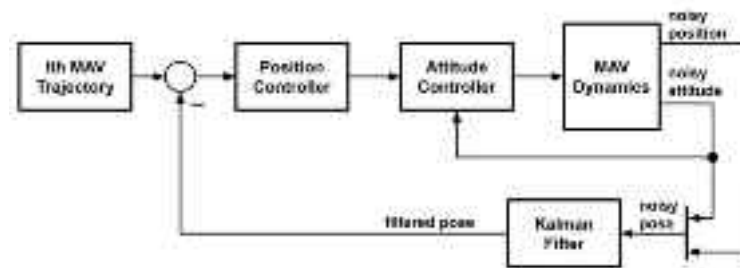 Ith MAV
Trajectory
Position
Controller
Attitude
Controller
MAV
Dynamics
noisy
position
noisy
attitude
filtered pose
Kalman
Filter
noisy
pose